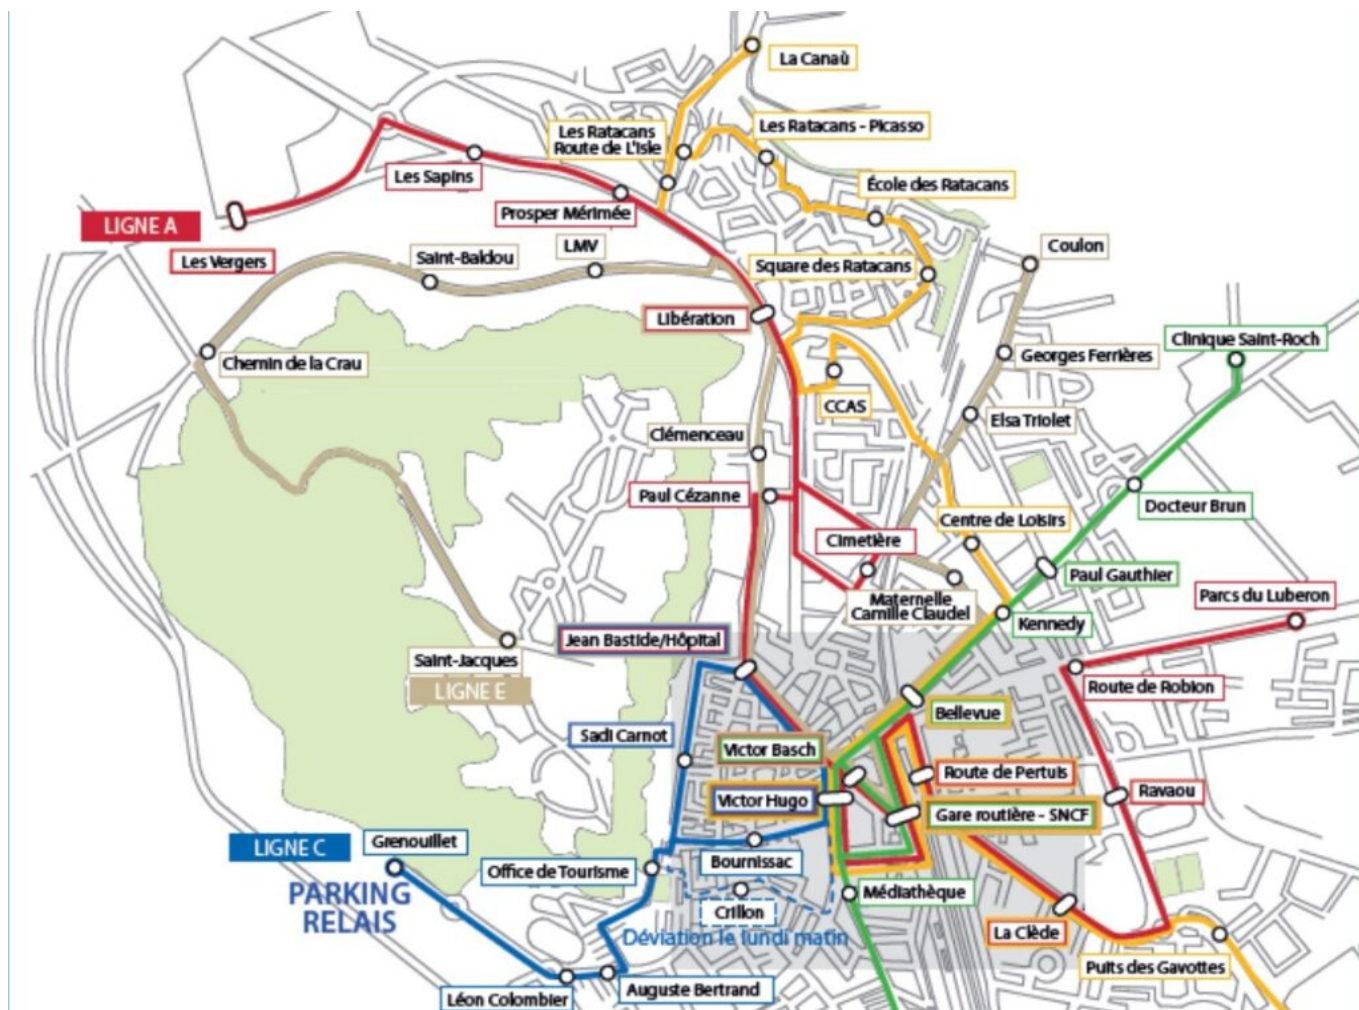 La Canaù
Les Ratacans
Route de L'Isle
Les Ratacans - Picasso
Les Sapins
École des Ratacans
Prosper Mérimée
LIGNE A
Les Vergers
Saint-Baldou
LMV
Coulon
Square des Ratacans
Libération
Clinique Saint-Roch
Chemin de la Crau
Georges Ferrières
CCAS
Elsa Triolet
Clémenceau
Paul Cézanne
Docteur Brun
Centre de Loisirs
Cimetière
Paul Gauthier
Parcs du Luberon
Maternelle
Camille Claudel
Kennedy
Jean Bastide/Hôpital
Saint-Jacques
LIGNE E
Route de Robion
Bellevue
Sadi Carnot
Victor Basch
Route de Pertuis
Victor Hugo
Ravaou
Gare routière - SNCF
LIGNE C
Grenouillet
Office de Tourisme
Bournissac
PARKING
RELAIS
Médiathèque
Crillon
Déviation le lundi matin
La Clède
Puits des Gavottes
Léon Colombier
Auguste Bertrand